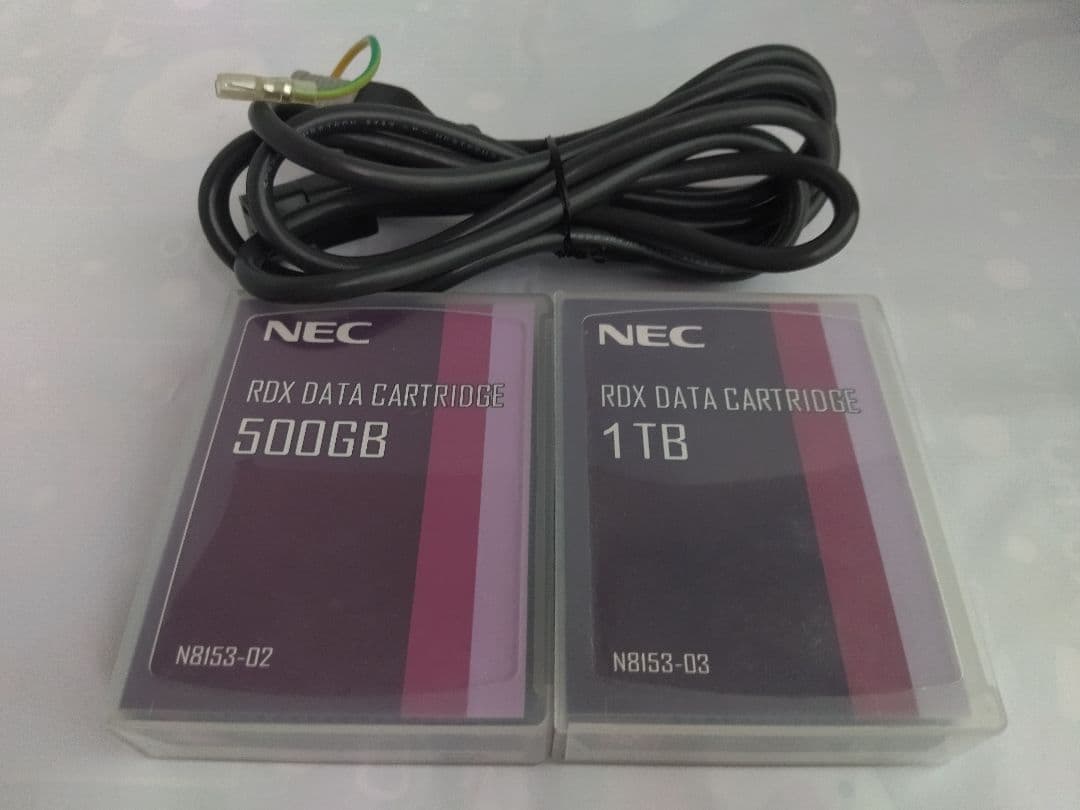 NEC
RDX DATA CARTRIDGE
500GB
N8153-02
NEC
RDX DATA CARTRIDGE
1TB
N8153-03